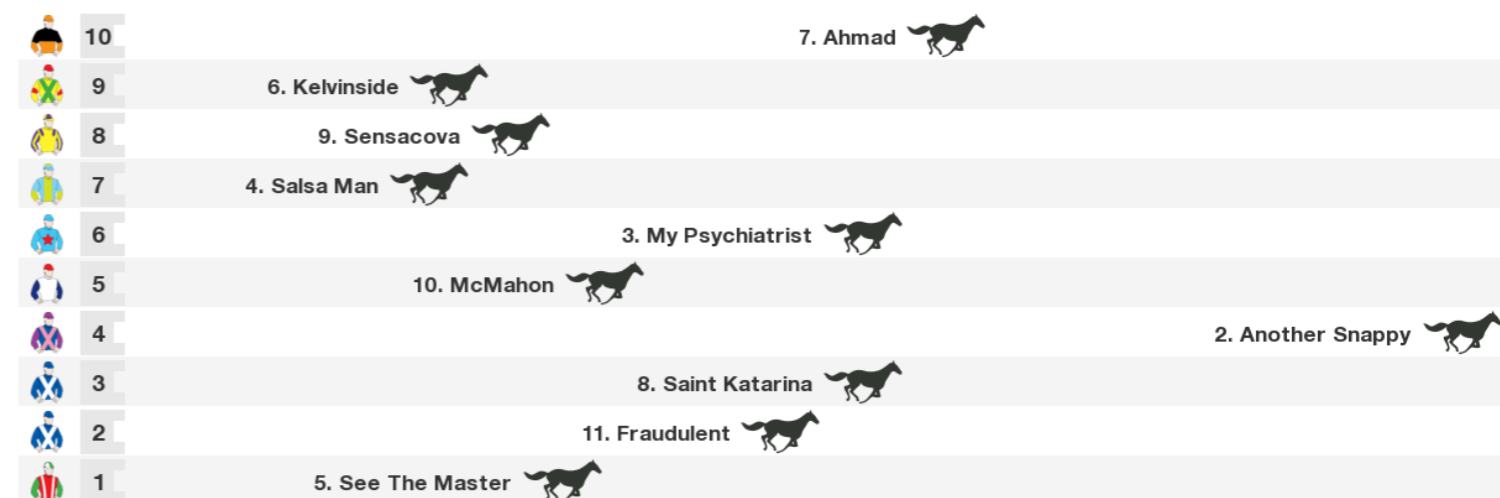 10 7. Ahmad
9 6. Kelvinside
8 9. Sensacova
7 4. Salsa Man
6 3. My Psychiatrist
5 10. McMahon
4 2. Another Snappy
3 8. Saint Katarina
2 11. Fraudulent
1 5. See The Master